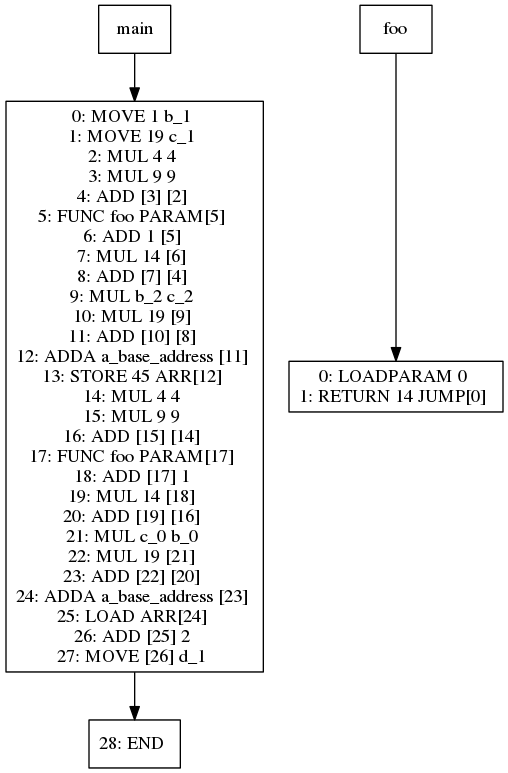 main
0: MOVE 1 b_1
1: MOVE 19 c_1
2: MUL 4 4
3: MUL 9 9
4: ADD [3] [2]
5: FUNC foo PARAM[5]
6: ADD 1 [5]
7: MUL 14 [6]
8: ADD [7] [4]
9: MUL b_2 c_2
10: MUL 19 [9]
11: ADD [10] [8]
12: ADDA a_base_address [11]
13: STORE 45 ARR[12]
14: MUL 4 4
15: MUL 9 9
16: ADD [15] [14]
17: FUNC foo PARAM[17]
18: ADD [17] 1
19: MUL 14 [18]
20: ADD [19] [16]
21: MUL c_0 b_0
22: MUL 19 [21]
23: ADD [22] [20]
24: ADDA a_base_address [23]
25: LOAD ARR[24]
26: ADD [25] 2
27: MOVE [26] d_1
28: END
foo
0: LOADPARAM 0
1: RETURN 14 JUMP[0]